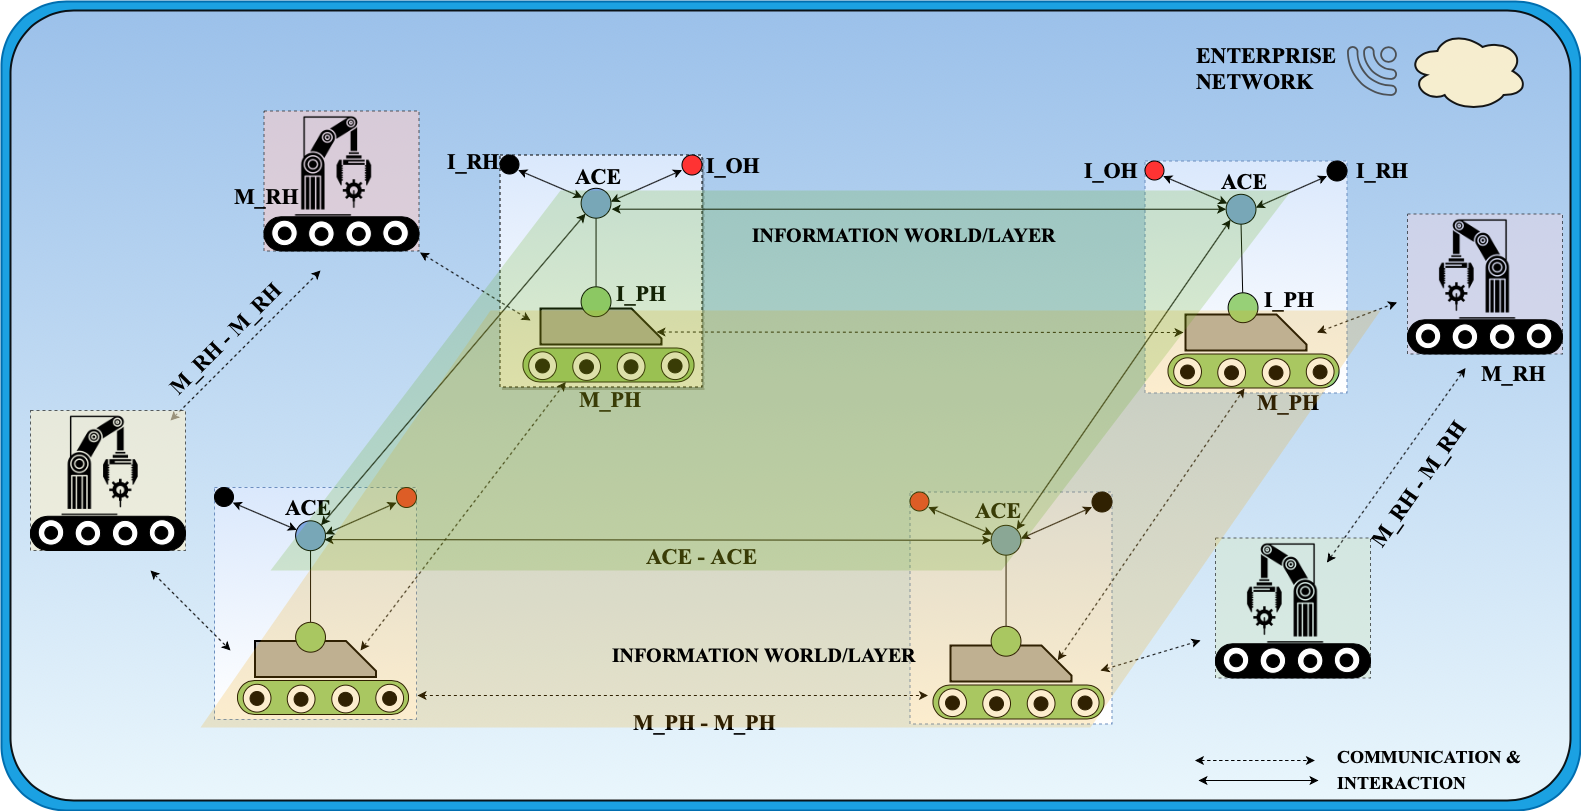 ENTERPRISE
NETWORK
I_RH
I_OH
ACE
I_OH
I_RH
ACE
M_RH
INFORMATION WORLD/LAYER
I_PH
I_PH
M_RH - M_RH
M_PH
M_RH
M_PH
M_RH - M_RH
ACE
ACE
ACE - ACE
INFORMATION WORLD/LAYER
M_PH - M_PH
COMMUNICATION &
INTERACTION